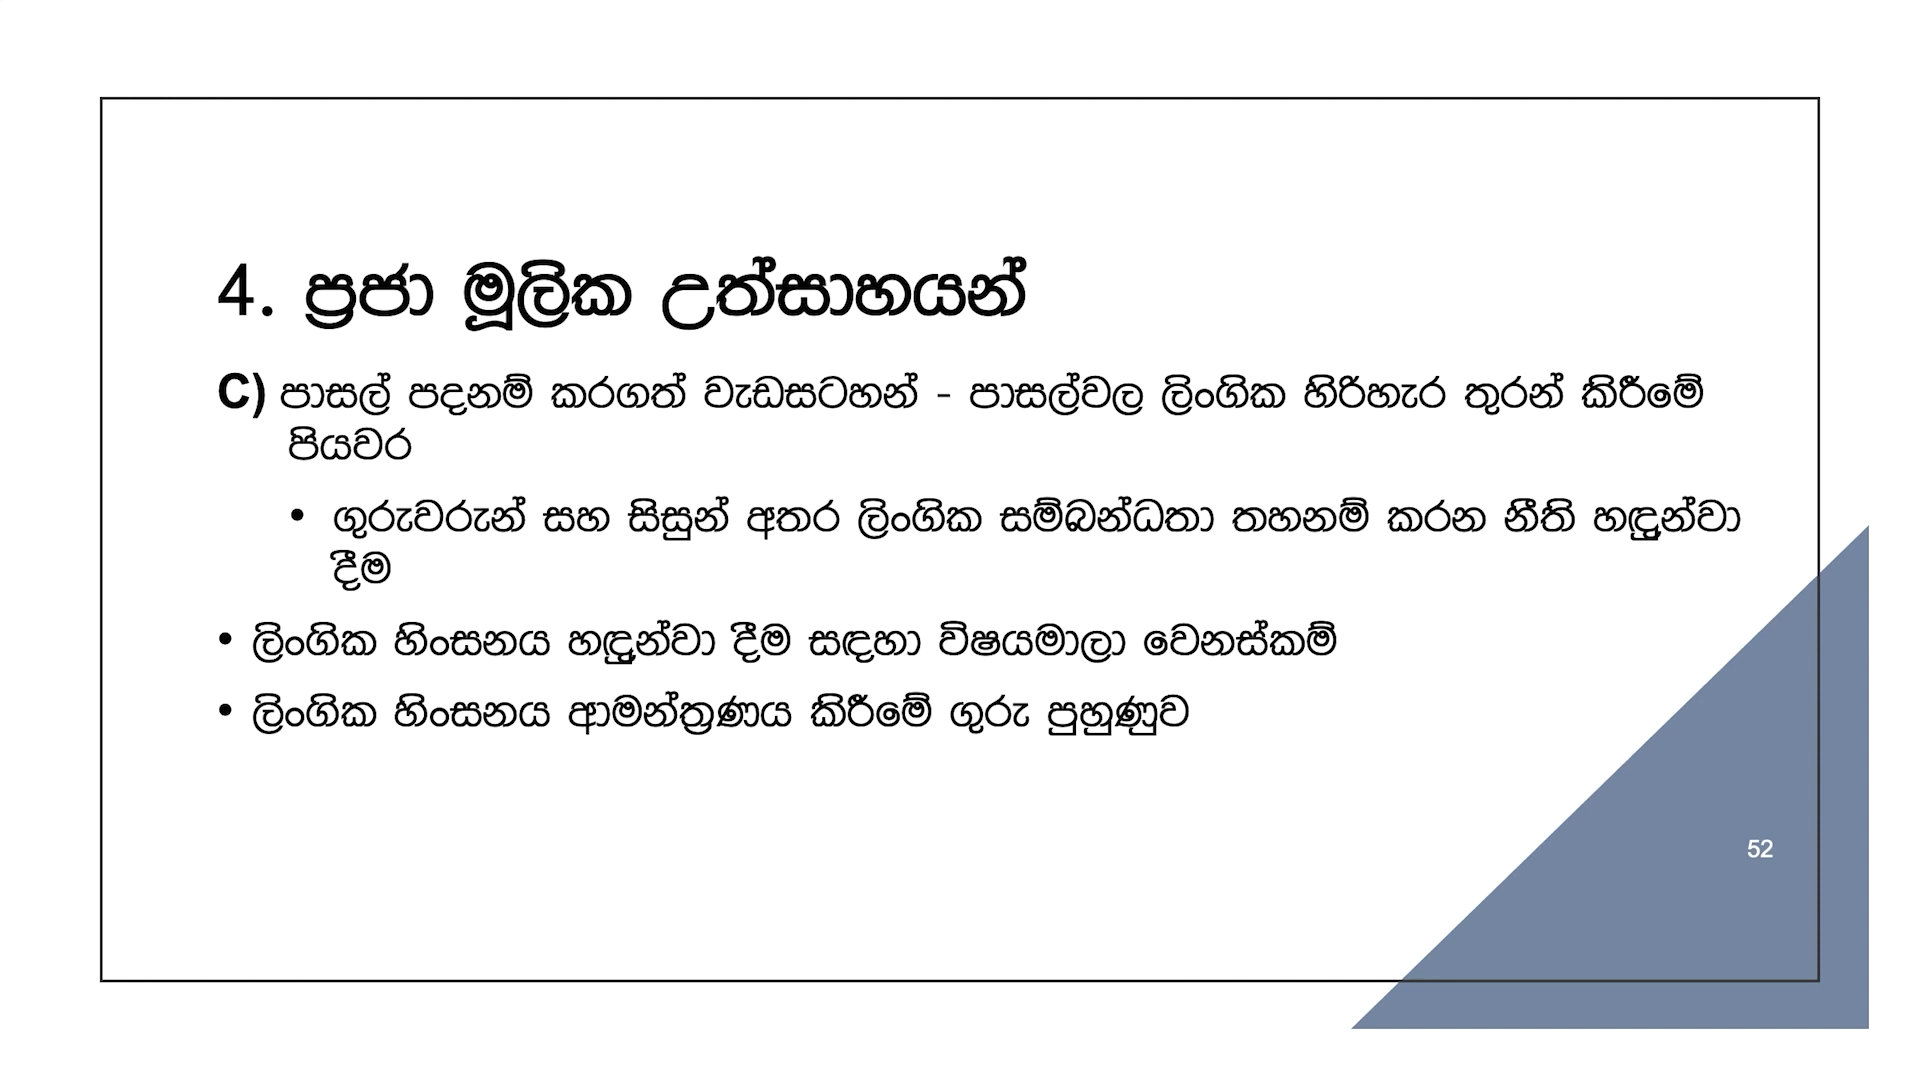 4. ප්‍රජා මූලික උත්සාහයන්
C) පාසල් පදනම් කරගත් වැඩසටහන් - පාසල්වල ලිංගික හිරිහැර තුරන් කිරීමේ
පියවර
• ගුරුවරුන් සහ සිසුන් අතර ලිංගික සම්බන්ධතා තහනම් කරන නීති හඳුන්වා
දීම
• ලිංගික හිංසනය හඳුන්වා දීම සඳහා විෂයමාලා වෙනස්කම්
• ලිංගික හිංසනය ආමන්ත්‍රණය කිරීමේ ගුරු පුහුණුව
52